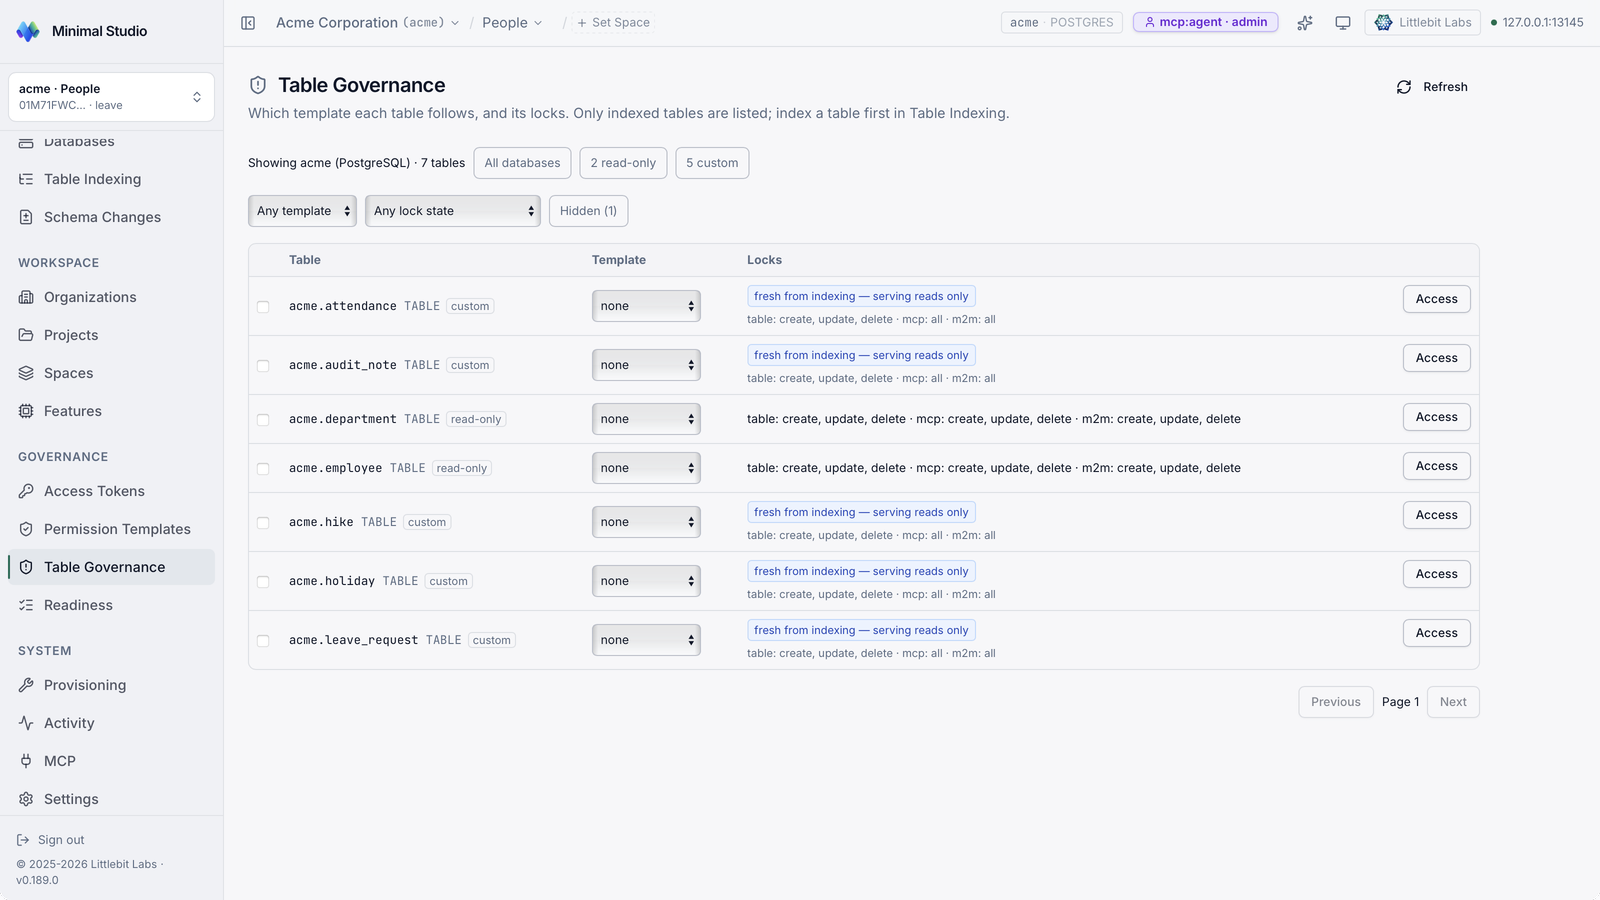 Minimal Studio
acme · People
01M71FWC... · leave
Databases
Table Indexing
Schema Changes
WORKSPACE
Organizations
Projects
Spaces
Features
GOVERNANCE
Access Tokens
Permission Templates
Table Governance
Readiness
SYSTEM
Provisioning
Activity
MCP
Settings
Sign out
© 2025-2026 Littlebit Labs ·
v0.189.0
Acme Corporation (acme) / People / + Set Space
acme · POSTGRES mcp:agent · admin Littlebit Labs 127.0.0.1:13145
Table Governance
Refresh
Which template each table follows, and its locks. Only indexed tables are listed; index a table first in Table Indexing.
Showing acme (PostgreSQL) · 7 tables All databases 2 read-only 5 custom
Any template Any lock state Hidden (1)
Table Template Locks
acme.attendance TABLE custom none fresh from indexing — serving reads only Access
table: create, update, delete · mcp: all · m2m: all
acme.audit_note TABLE custom none fresh from indexing — serving reads only Access
table: create, update, delete · mcp: all · m2m: all
acme.department TABLE read-only none table: create, update, delete · mcp: create, update, delete · m2m: create, update, delete Access
acme.employee TABLE read-only none table: create, update, delete · mcp: create, update, delete · m2m: create, update, delete Access
acme.hike TABLE custom none fresh from indexing — serving reads only Access
table: create, update, delete · mcp: all · m2m: all
acme.holiday TABLE custom none fresh from indexing — serving reads only Access
table: create, update, delete · mcp: all · m2m: all
acme.leave_request TABLE custom none fresh from indexing — serving reads only Access
table: create, update, delete · mcp: all · m2m: all
Previous Page 1 Next